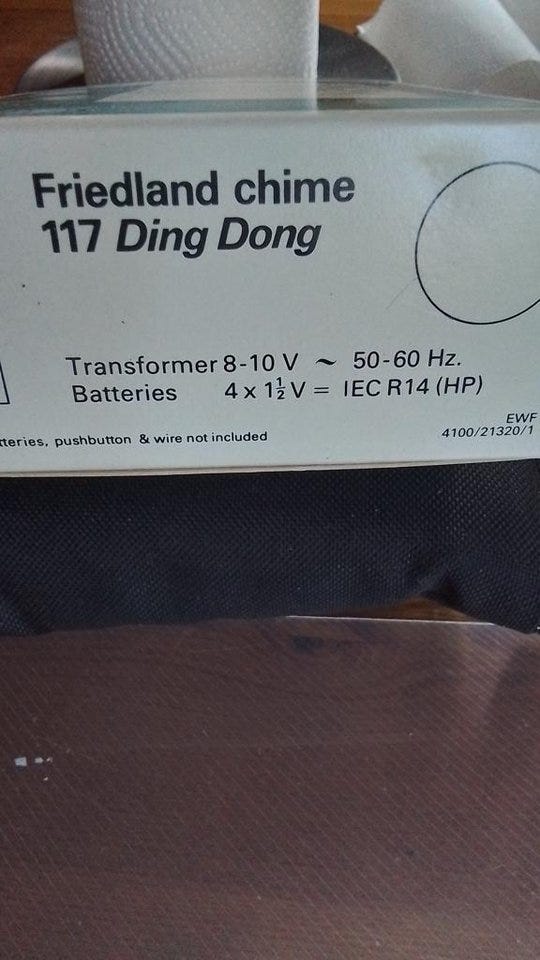 Friedland chime
117 Ding Dong
Transformer 8-10 V ~ 50-60 Hz.
Batteries 4 x 1½ V = IEC R14 (HP)
pushbutton & wire not included
EWF
4100/21320/1